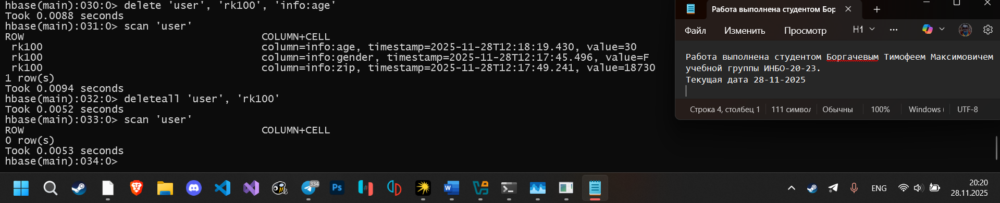 hbase(main):030:0> delete 'user', 'rk100', 'info:age'
Took 0.0088 seconds
hbase(main):031:0> scan 'user'
ROW COLUMN+CELL
rk100 column=info:age, timestamp=2025-11-28T12:18:19.430, value=30
rk100 column=info:gender, timestamp=2025-11-28T12:17:45.496, value=F
rk100 column=info:zip, timestamp=2025-11-28T12:17:49.241, value=18730
1 row(s)
Took 0.0094 seconds
hbase(main):032:0> deleteall 'user', 'rk100'
Took 0.0052 seconds
hbase(main):033:0> scan 'user'
ROW COLUMN+CELL
0 row(s)
Took 0.0053 seconds
hbase(main):034:0>
Работа выполнена студентом Бор
Файл Изменить Просмотр H1 ...
Работа выполнена студентом Боргачевым Тимофеем Максимовичем
учебной группы ИНБО-20-23.
Текущая дата 28-11-2025
Строка 4, столбец 1 111 символ Обычны 100% Windows ( UTF-8
334 Ps ENG 20:20
28.11.2025